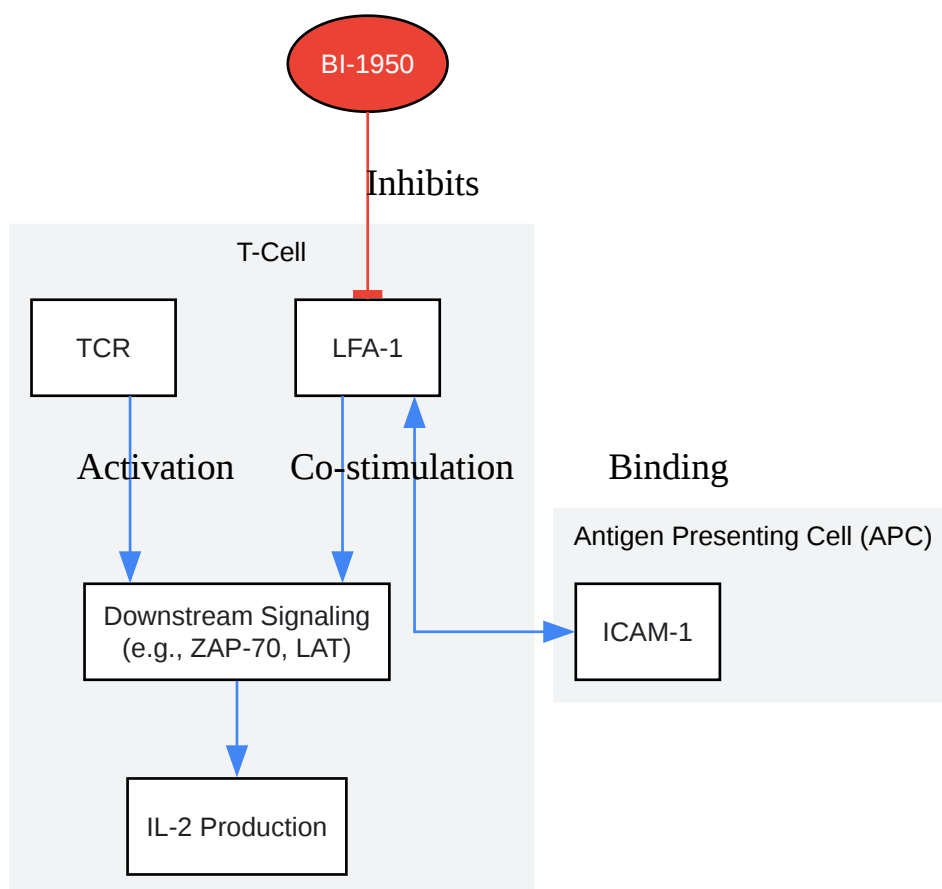 BI-1950
Inhibits
T-Cell
TCR
LFA-1
Activation
Co-stimulation
Binding
Antigen Presenting Cell (APC)
Downstream Signaling
(e.g., ZAP-70, LAT)
ICAM-1
IL-2 Production